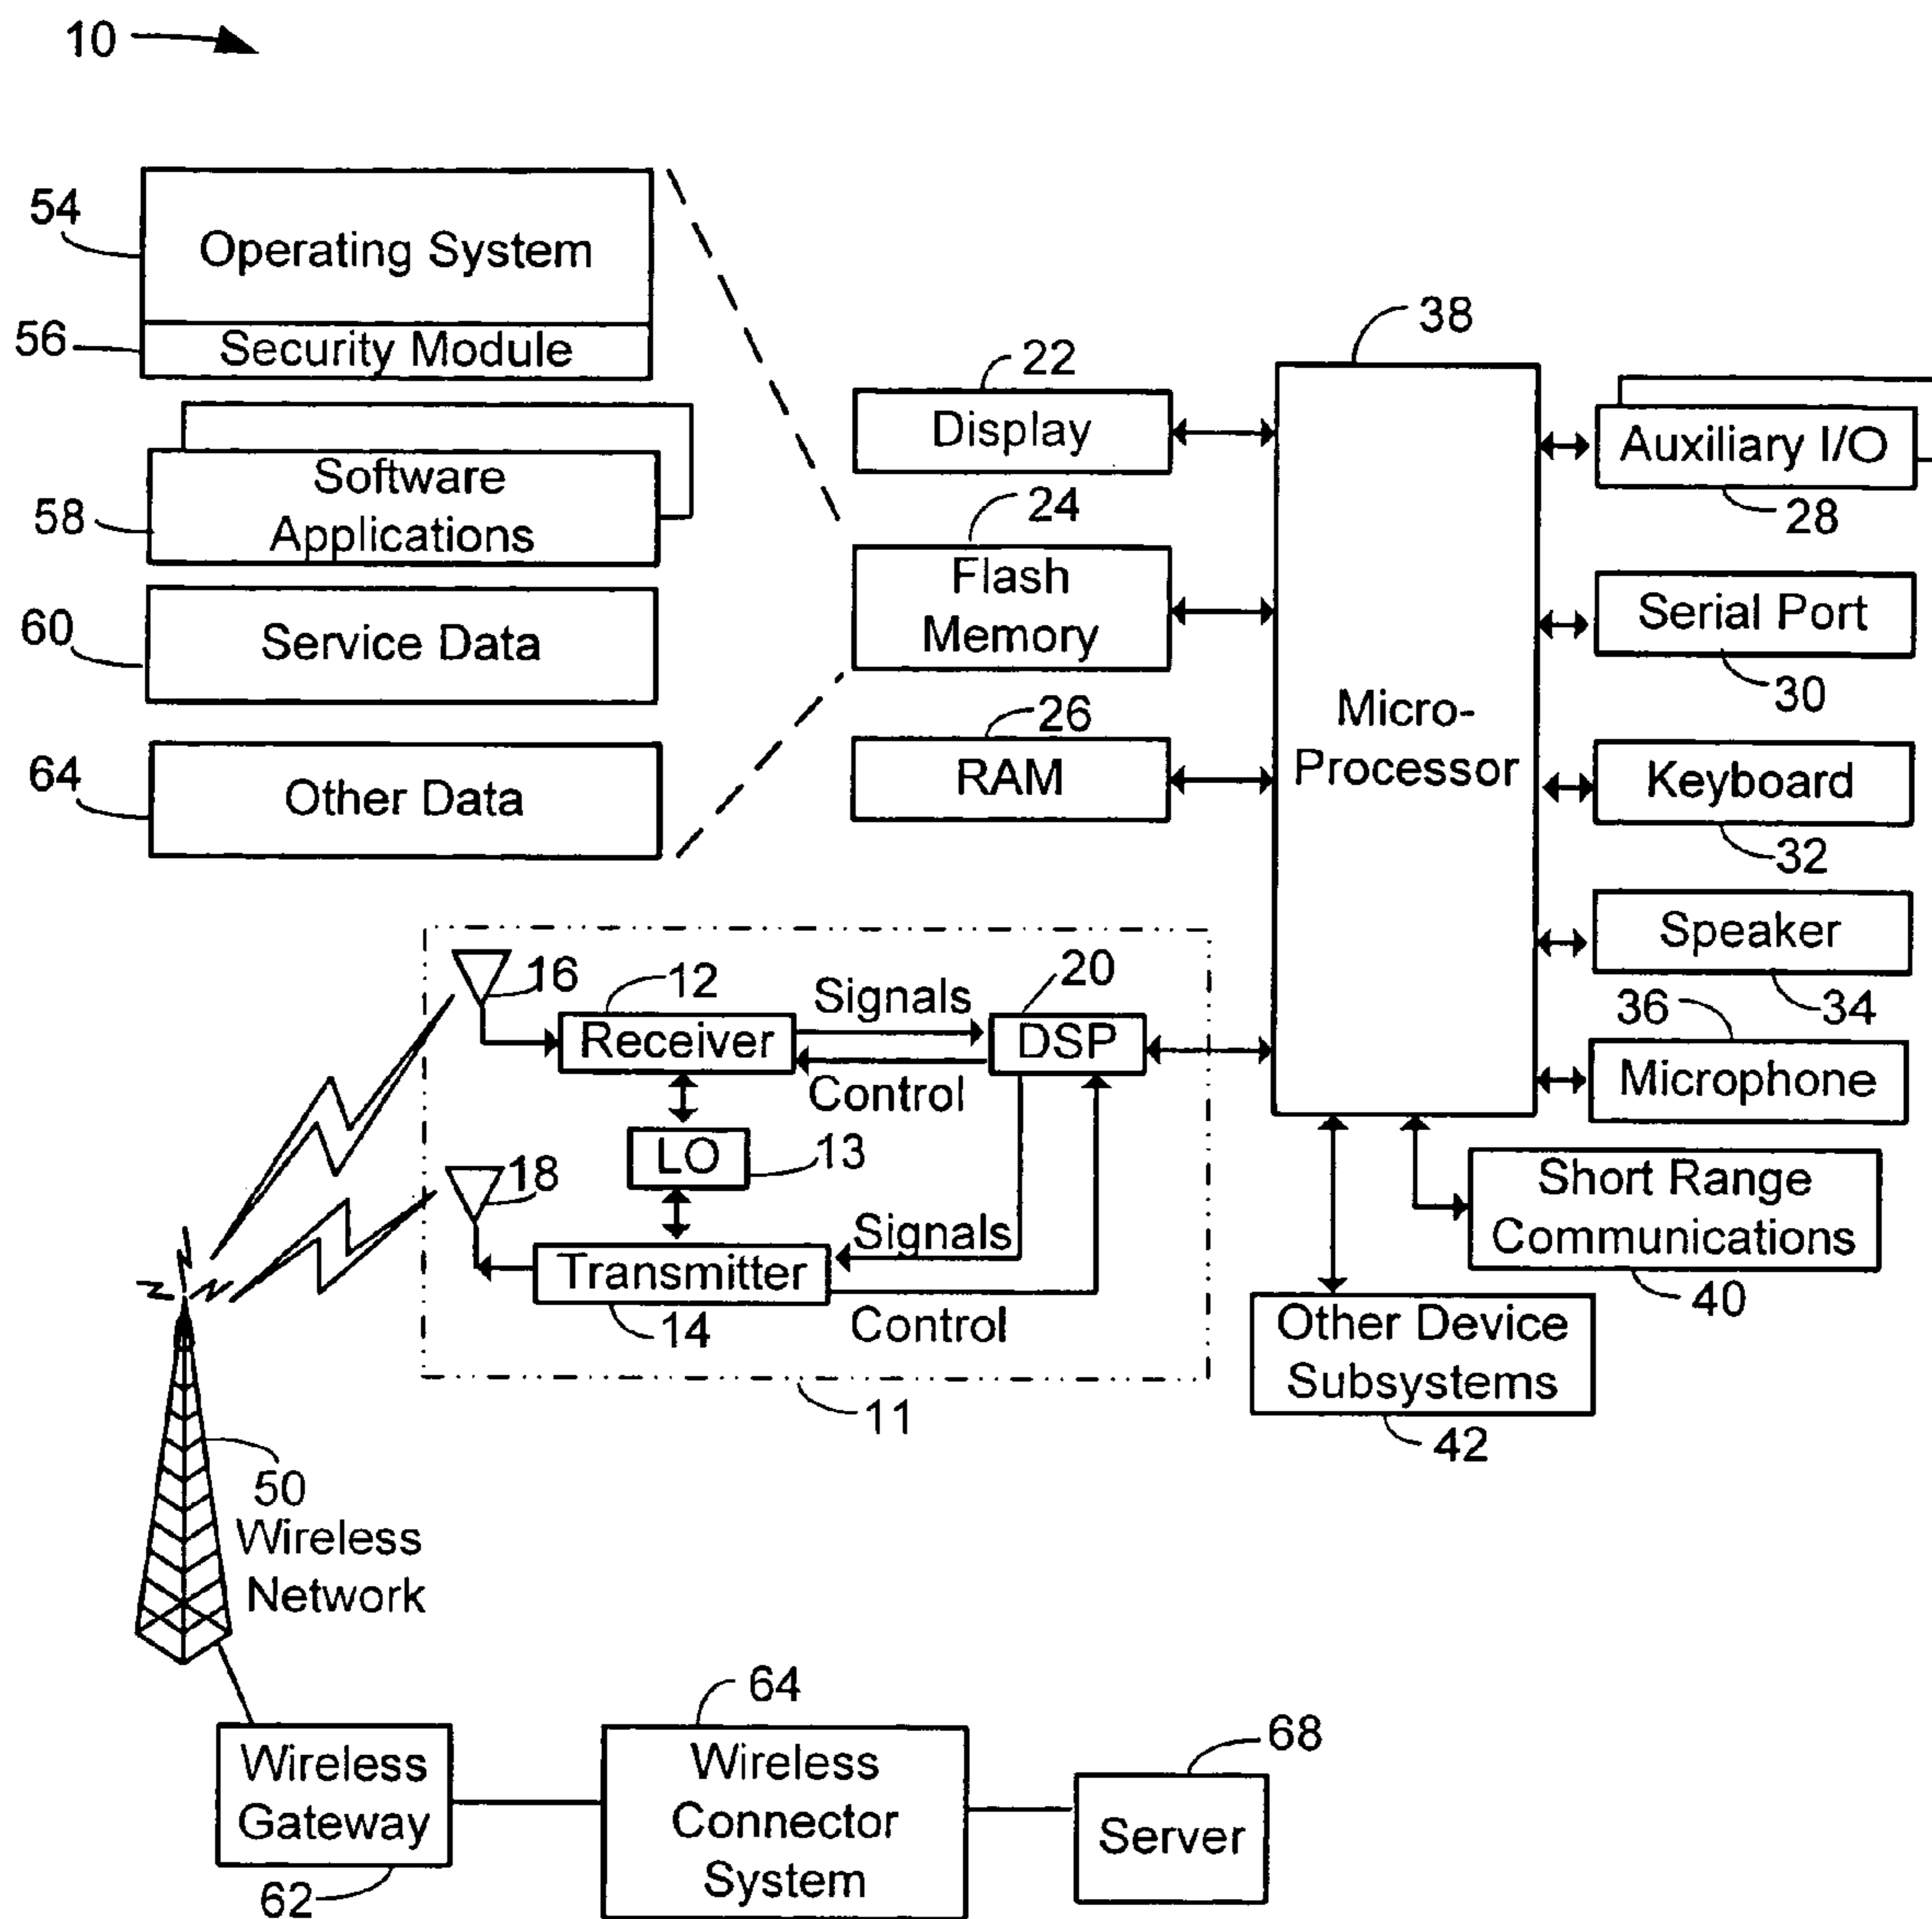 10
54
Operating System
56
Security Module
58
Software
Applications
60
Service Data
64
Other Data
22
Display
24
Flash
Memory
26
RAM
38
Micro-
Processor
Auxiliary I/O
28
Serial Port
30
Keyboard
32
Speaker
34
36
Microphone
Short Range
Communications
40
Other Device
Subsystems
42
16
12
Receiver
Signals
Control
20
DSP
LO
13
18
Transmitter
14
Signals
Control
11
50
Wireless
Network
Wireless
Gateway
62
64
Wireless
Connector
System
68
Server